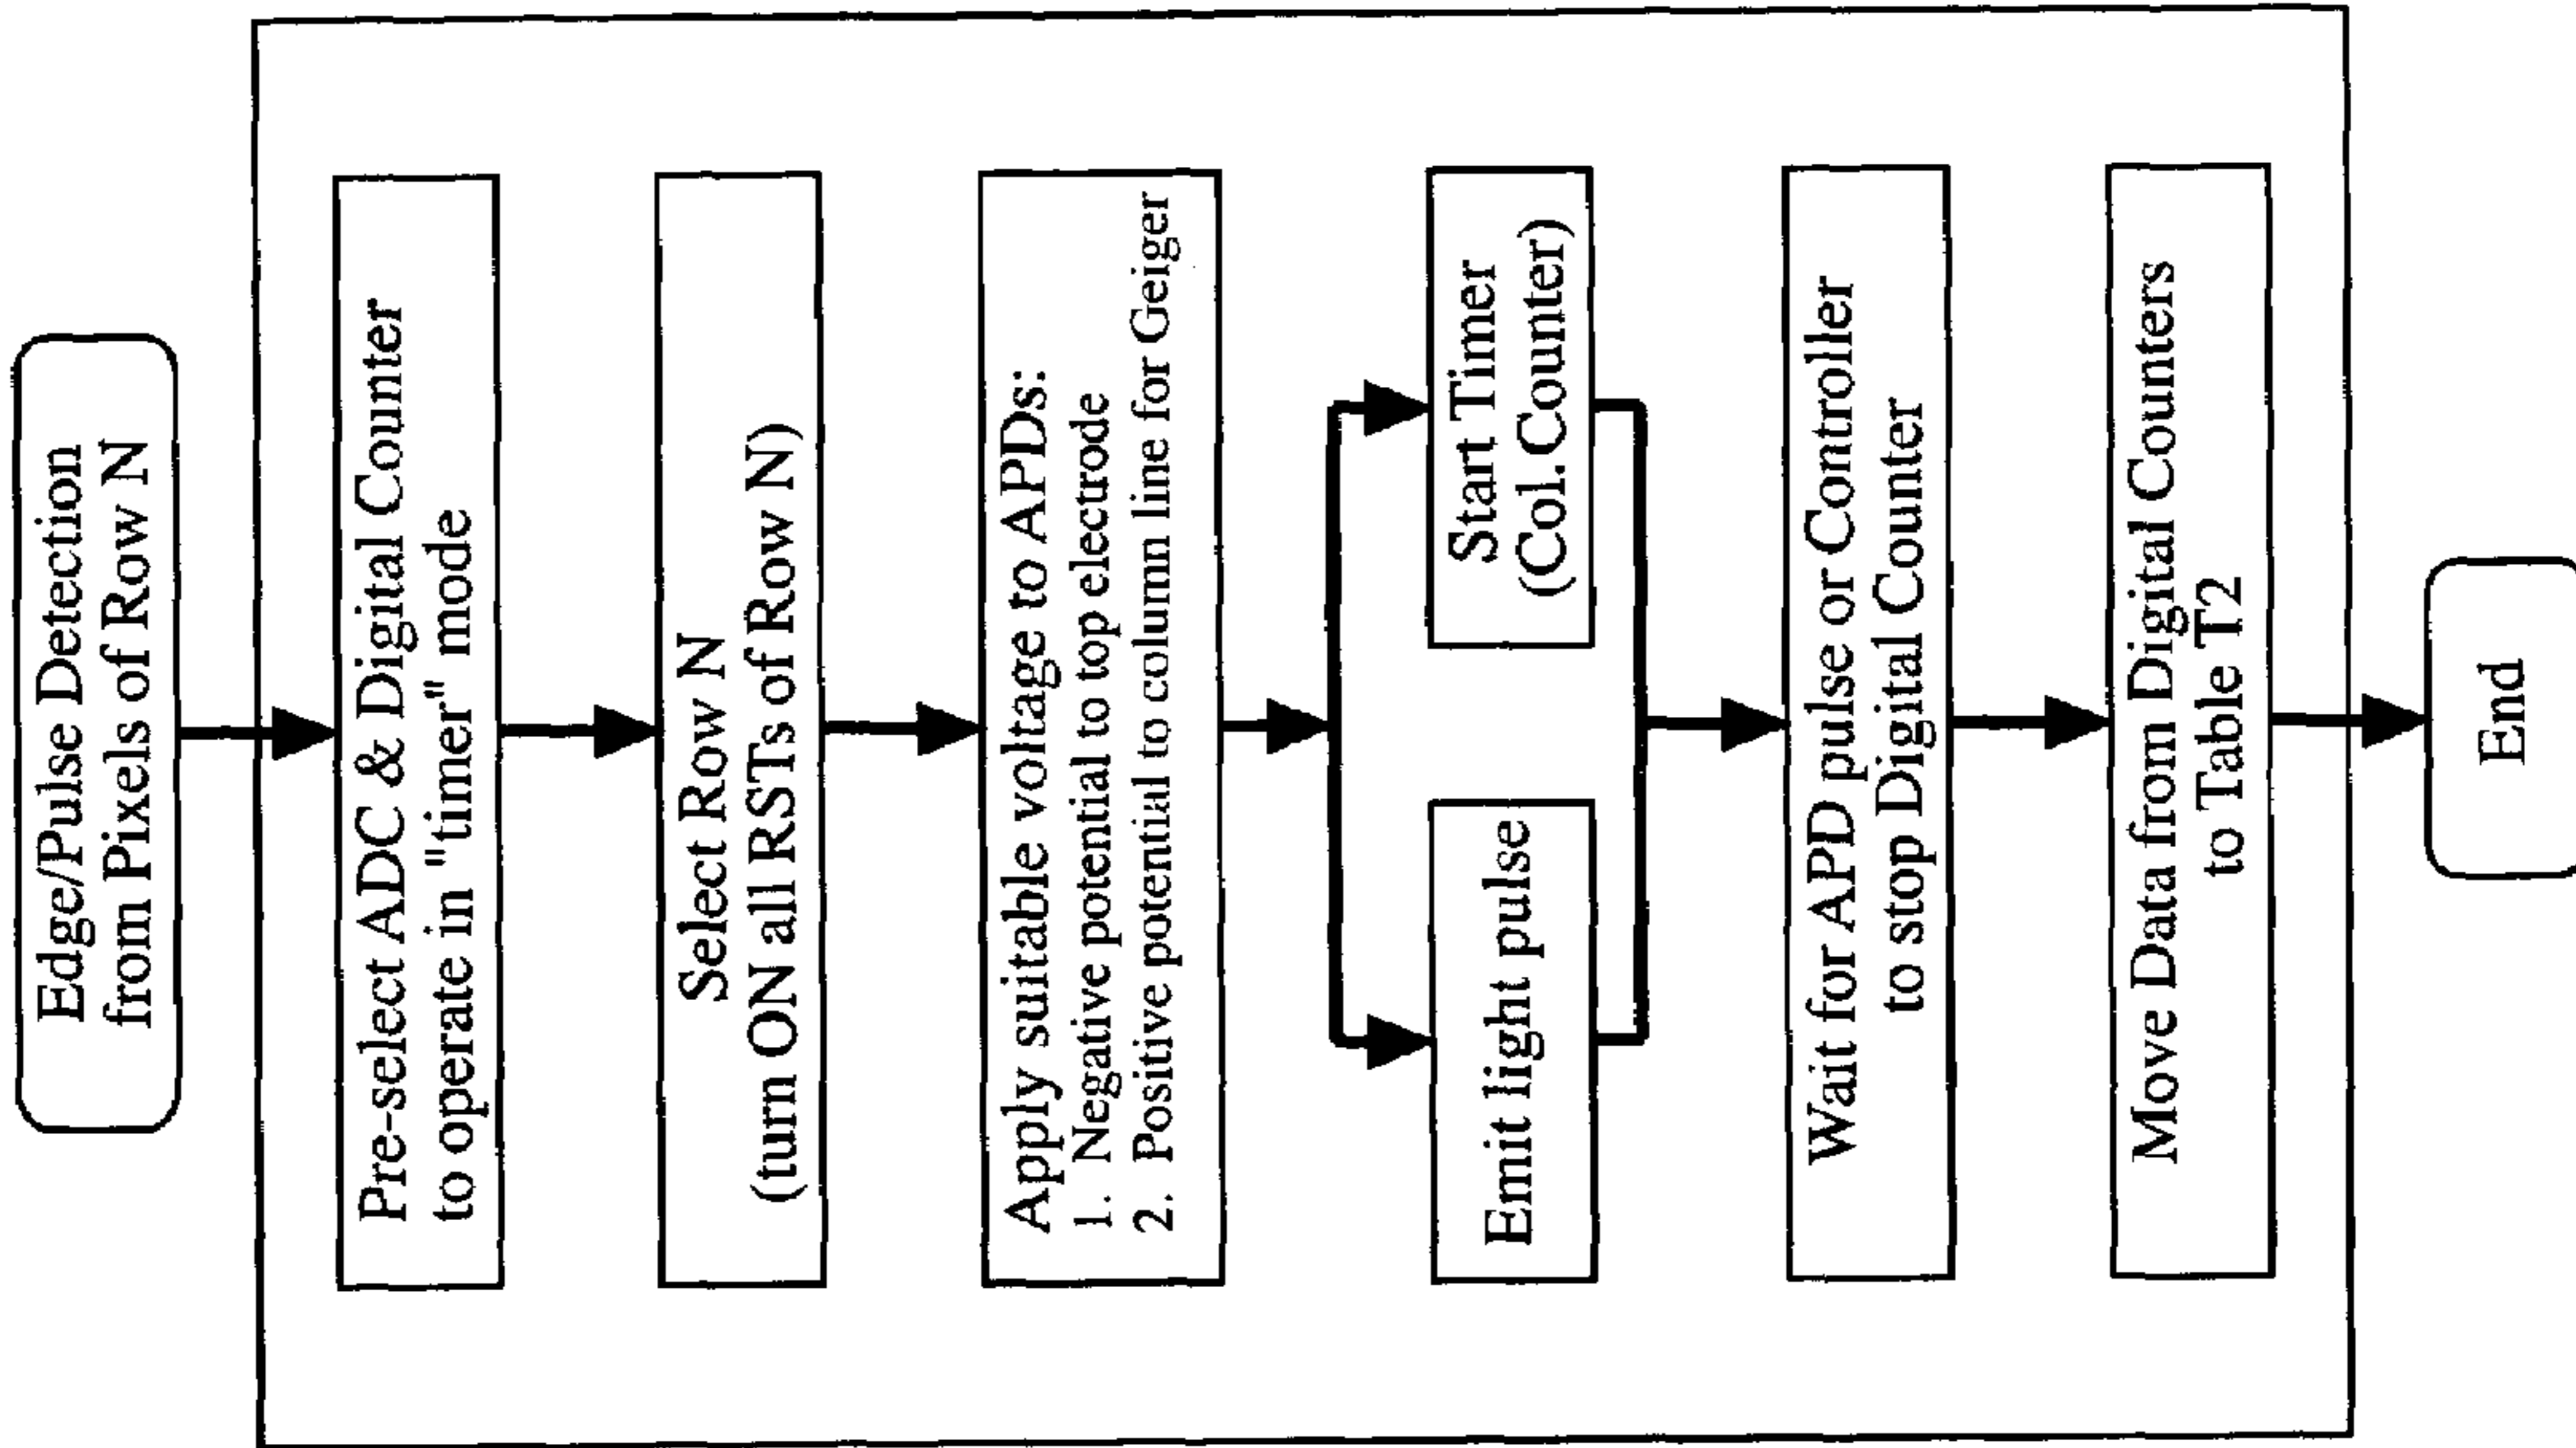 Edge/Pulse Detection
from Pixels of Row N
Pre-select ADC & Digital Counter
to operate in "timer" mode
Select Row N
(turn ON all RSTs of Row N)
Apply suitable voltage to APDs:
1. Negative potential to top electrode
2. Positive potential to column line for Geiger
Emit light pulse
Start Timer
(Col.Counter)
Wait for APD pulse or Controller
to stop Digital Counter
Move Data from Digital Counters
to Table T2
End